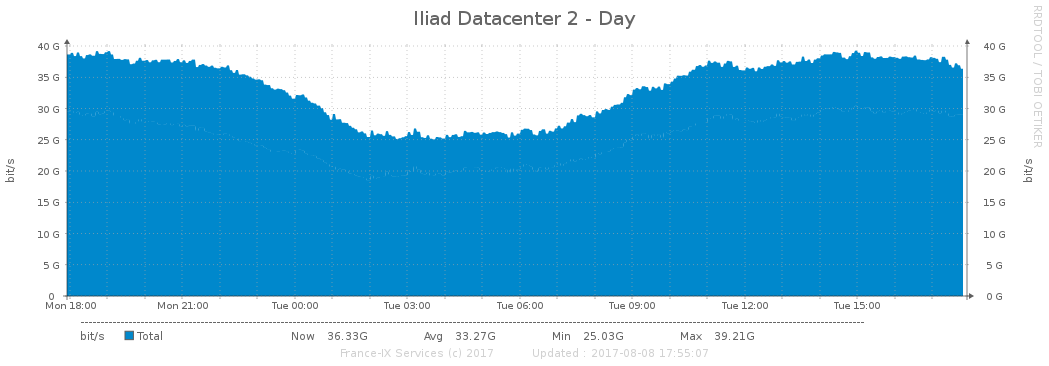 Iliad Datacenter 2 - Day
RRDTOOL / TOBI OETIKER
40 G 40 G
35 G 35 G
30 G 30 G
25 G 25 G
20 G 20 G
15 G 15 G
10 G 10 G
5 G 5 G
0 0 G
bit/s bit/s
Mon 18:00 Mon 21:00 Tue 00:00 Tue 03:00 Tue 06:00 Tue 09:00 Tue 12:00 Tue 15:00
bit/s Total Now 36.33G Avg 33.27G Min 25.03G Max 39.21G
France-IX Services (c) 2017 Updated : 2017-08-08 17:55:07